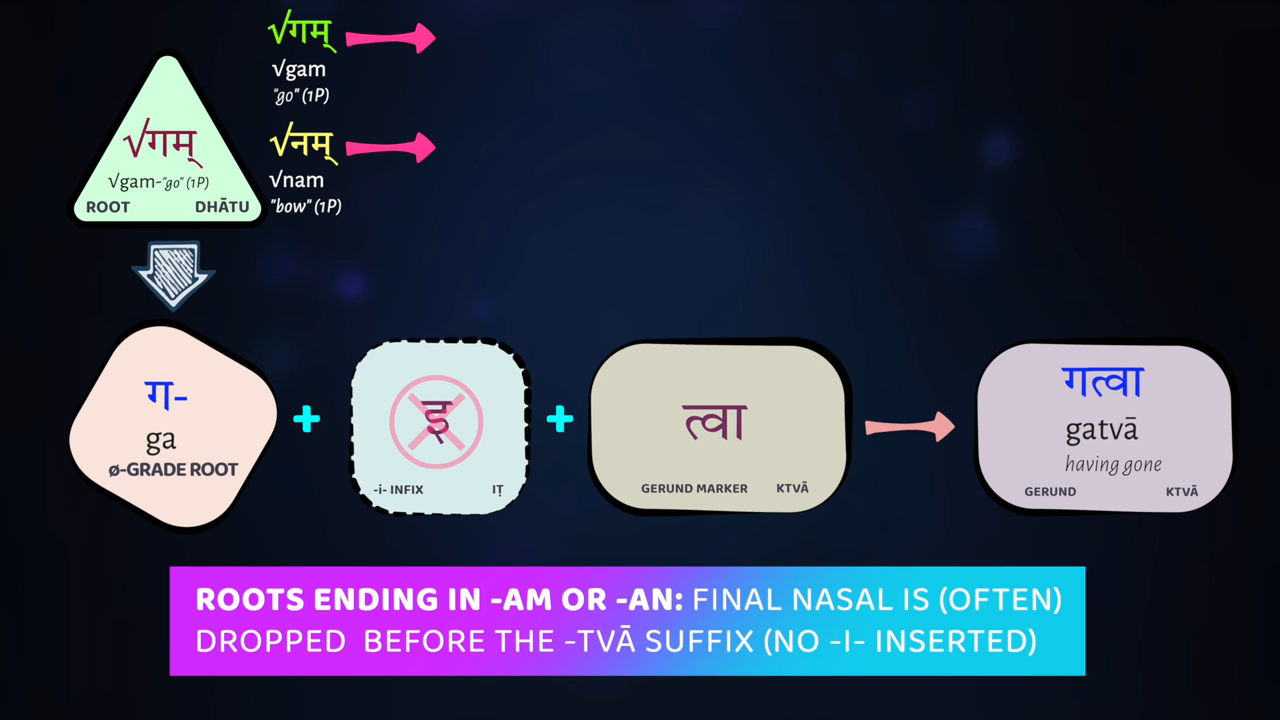 √गम्
√gam
"go" (1P)
√नम्
√nam
"bow" (1P)
√गम्
√gam-"go" (1P)
ROOT DHĀTU
ग-
ga
ø-GRADE ROOT
+
इ
-i- INFIX IṬ
+
त्वा
GERUND MARKER KTVĀ
गत्वा
gatvā
having gone
GERUND KTVĀ
ROOTS ENDING IN -AM OR -AN: FINAL NASAL IS (OFTEN)
DROPPED BEFORE THE -TVĀ SUFFIX (NO -I- INSERTED)